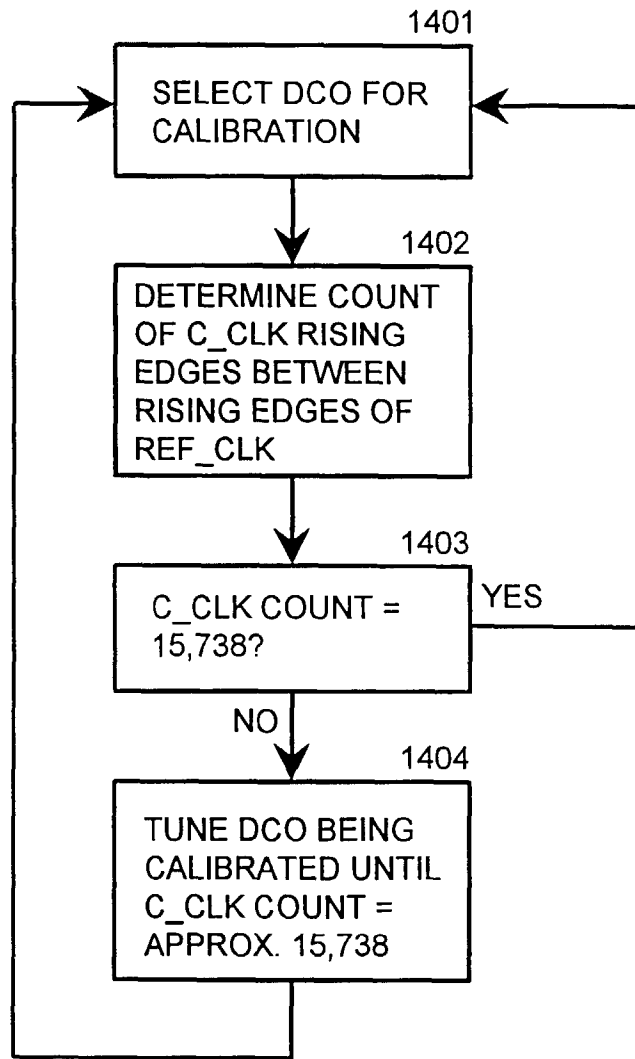 1401
SELECT DCO FOR
CALIBRATION
1402
DETERMINE COUNT
OF C_CLK RISING
EDGES BETWEEN
RISING EDGES OF
REF_CLK
1403
C_CLK COUNT =
15,738?
YES
NO
1404
TUNE DCO BEING
CALIBRATED UNTIL
C_CLK COUNT =
APPROX. 15,738